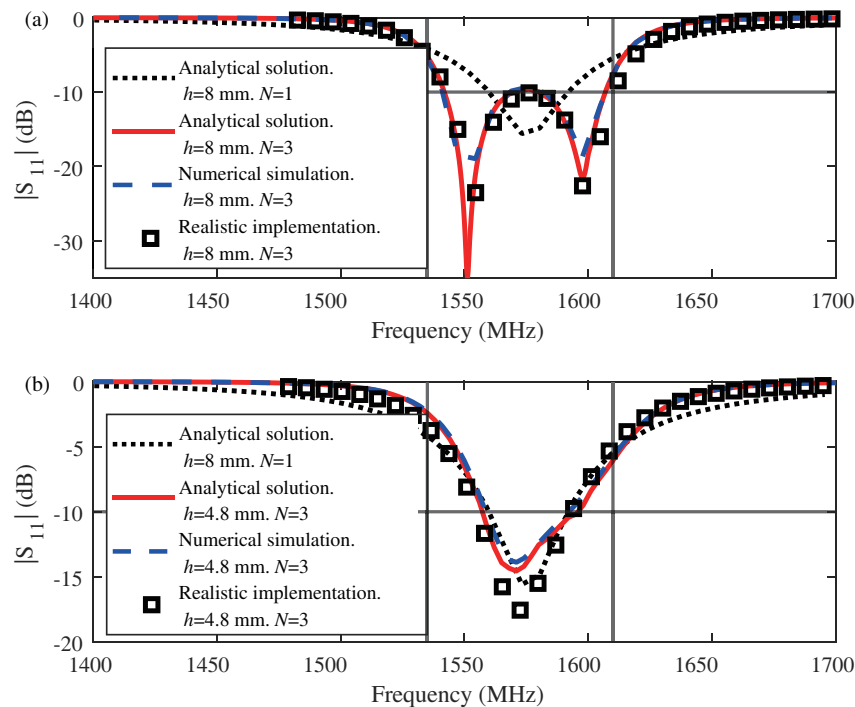 (a)
0
-10
-20
-30
|S 11| (dB)
Analytical solution.
h=8 mm. N=1
Analytical solution.
h=8 mm. N=3
Numerical simulation.
h=8 mm. N=3
Realistic implementation.
h=8 mm. N=3
1400 1450 1500 1550 1600 1650 1700
Frequency (MHz)
(b)
0
-5
-10
-15
-20
|S 11| (dB)
Analytical solution.
h=8 mm. N=1
Analytical solution.
h=4.8 mm. N=3
Numerical simulation.
h=4.8 mm. N=3
Realistic implementation.
h=4.8 mm. N=3
1400 1450 1500 1550 1600 1650 1700
Frequency (MHz)